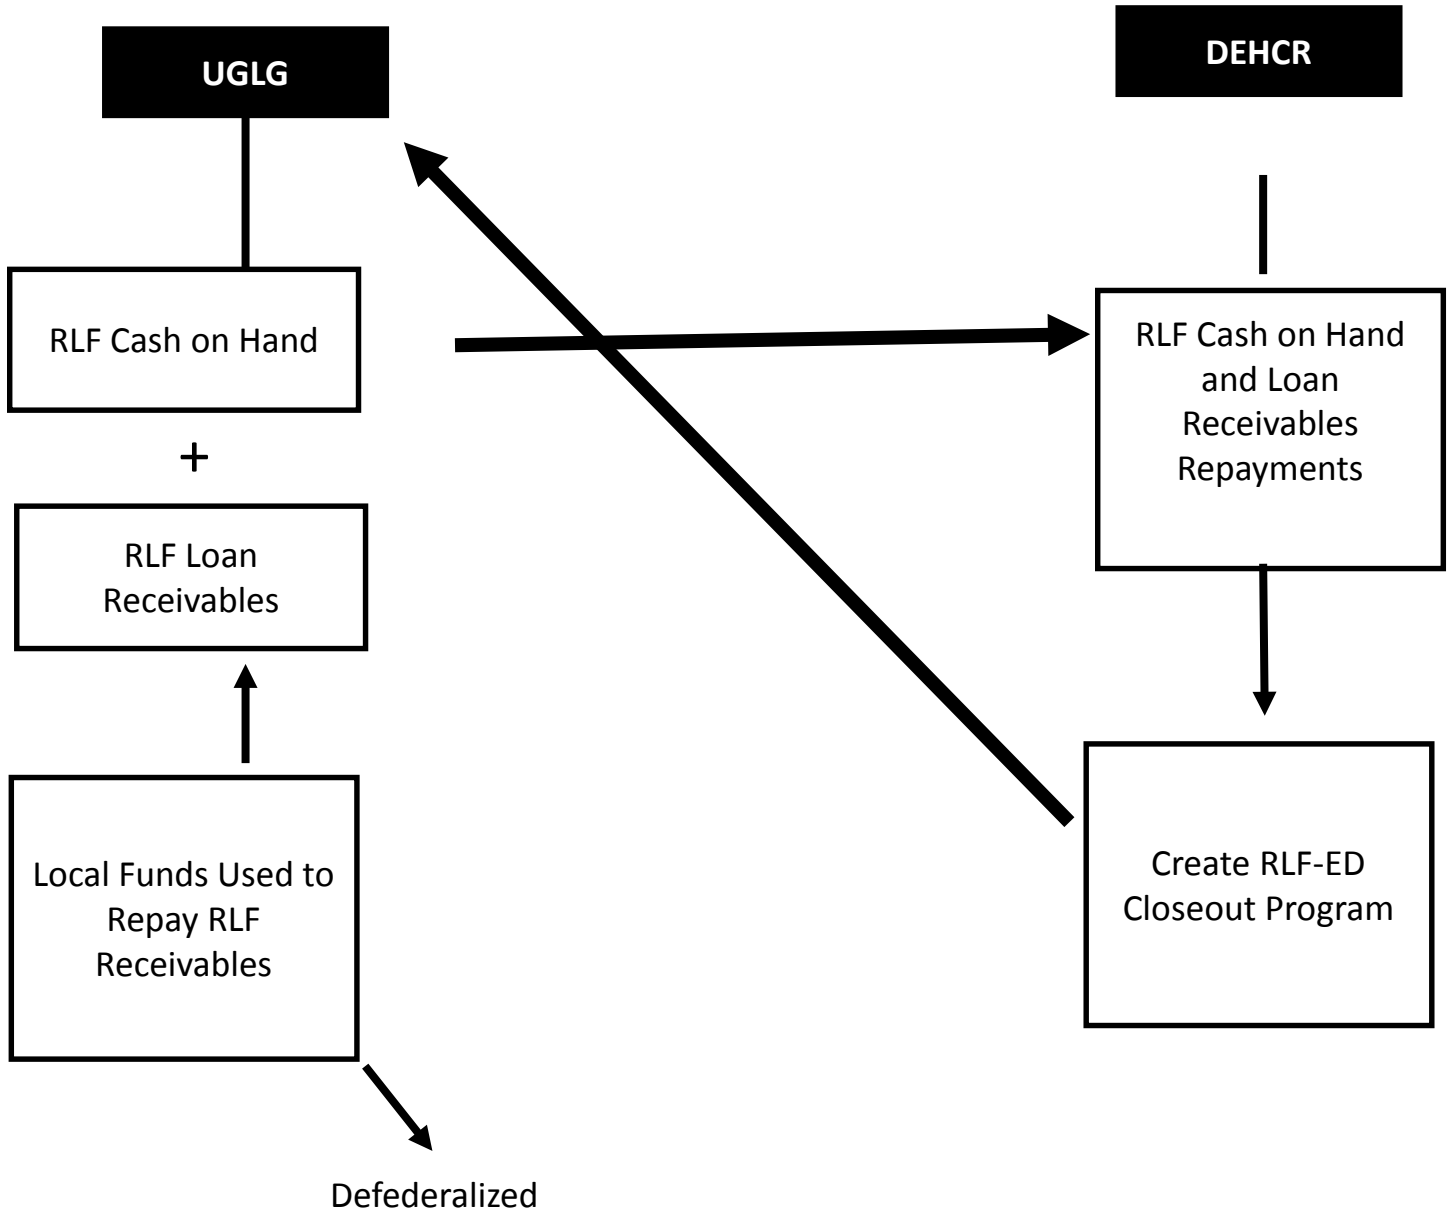 UGLG
DEHCR
RLF Cash on Hand
+
RLF Loan
Receivables
Local Funds Used to
Repay RLF
Receivables
Defederalized
RLF Cash on Hand
and Loan
Receivables
Repayments
Create RLF-ED
Closeout Program